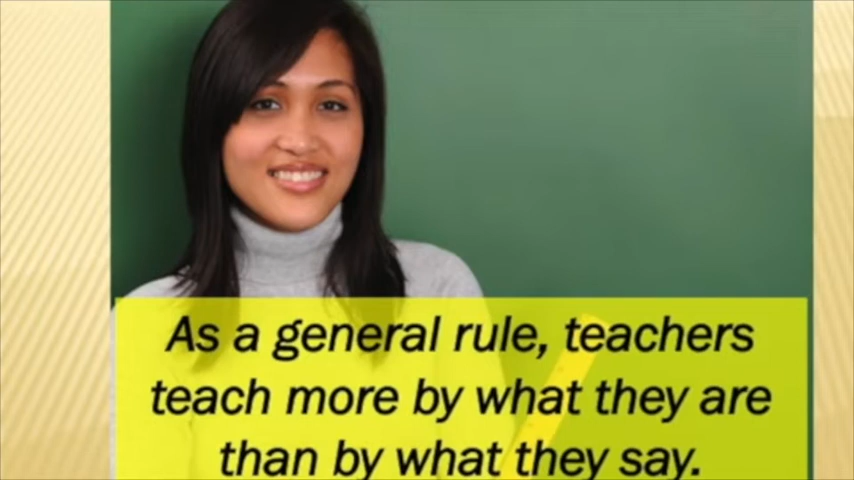 As a general rule, teachers
teach more by what they are
than by what they say.